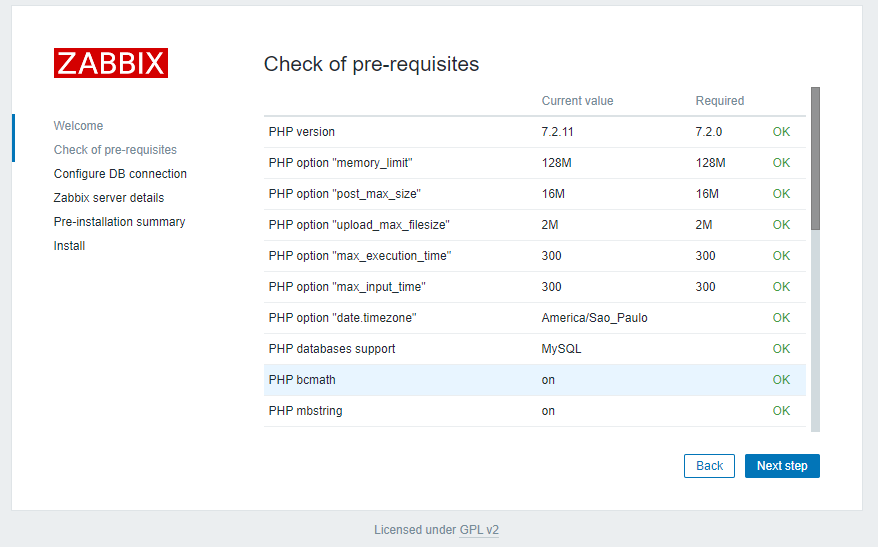 ZABBIX
Welcome
Check of pre-requisites
Configure DB connection
Zabbix server details
Pre-installation summary
Install
Check of pre-requisites
Current value Required
PHP version 7.2.11 7.2.0 OK
PHP option "memory_limit" 128M 128M OK
PHP option "post_max_size" 16M 16M OK
PHP option "upload_max_filesize" 2M 2M OK
PHP option "max_execution_time" 300 300 OK
PHP option "max_input_time" 300 300 OK
PHP option "date.timezone" America/Sao_Paulo OK
PHP databases support MySQL OK
PHP bcmath on OK
PHP mbstring on OK
Back Next step
Licensed under GPL v2